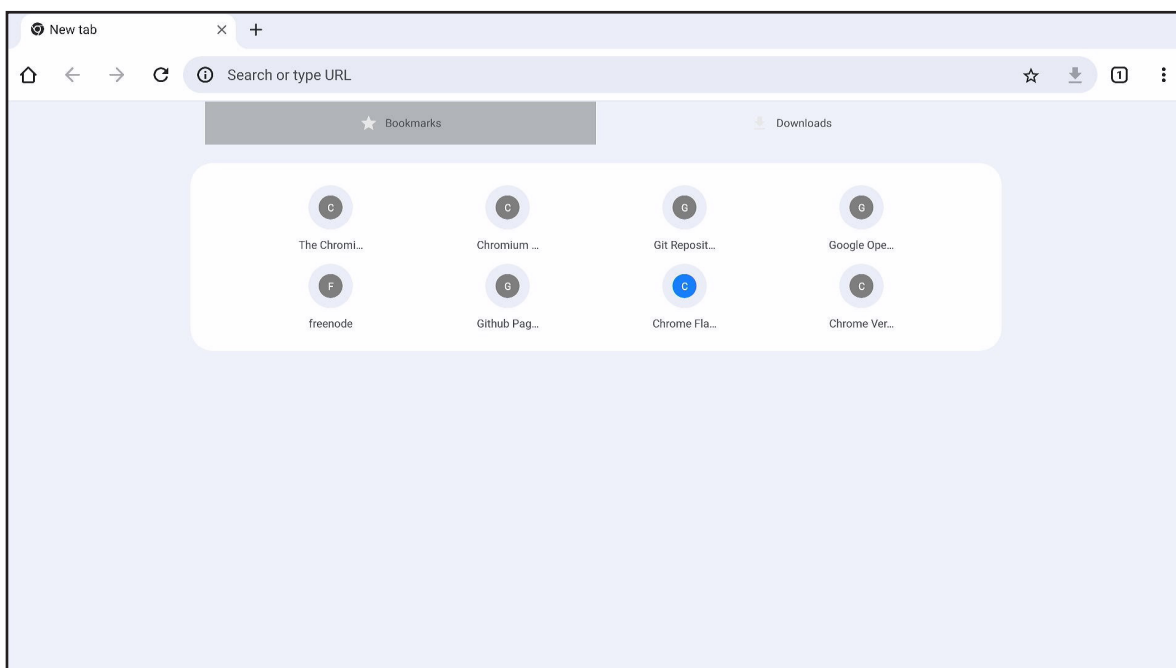 New tab
Search or type URL
1
Bookmarks
Downloads
C
C
G
G
The Chromi...
Chromium ...
Git Reposit...
Google Ope...
F
G
C
C
freenode
Github Pag...
Chrome Fla...
Chrome Ver...